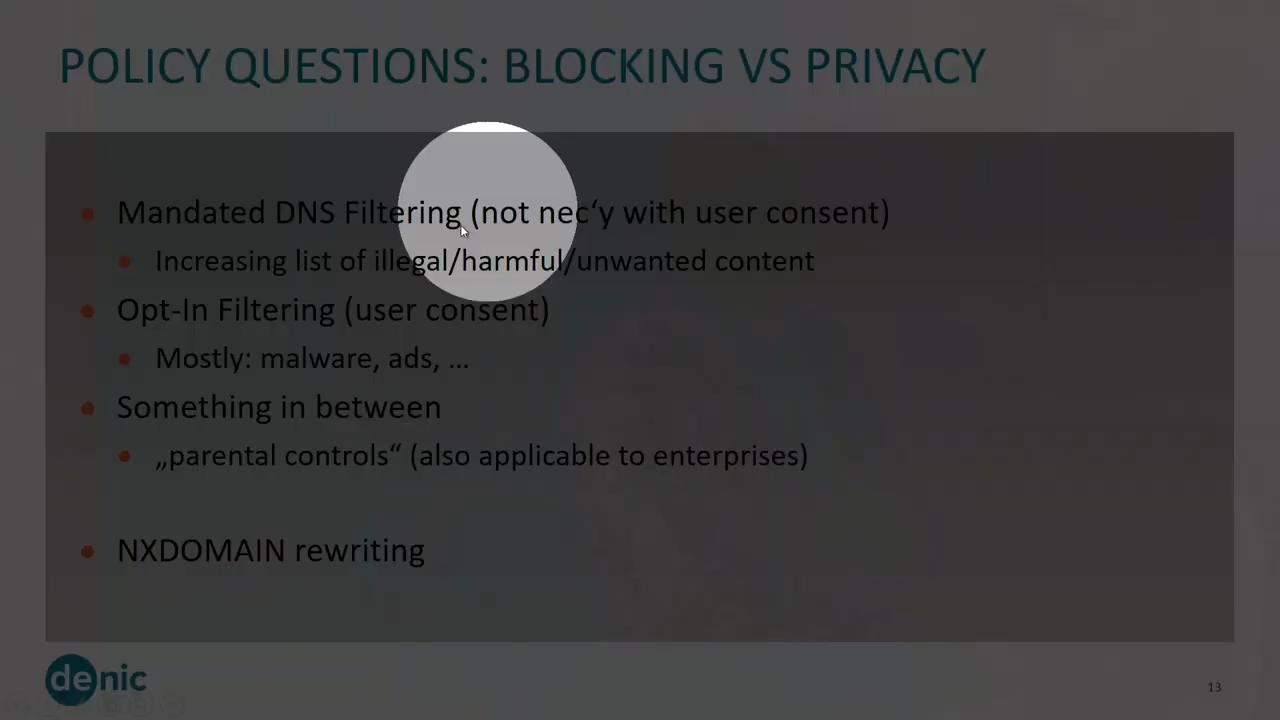 POLICY QUESTIONS: BLOCKING VS PRIVACY
Mandated DNS Filtering (not nec‘y with user consent)
Increasing list of illegal/harmful/unwanted content
Opt-In Filtering (user consent)
Mostly: malware, ads, …
Something in between
„parental controls“ (also applicable to enterprises)
NXDOMAIN rewriting
denic
13